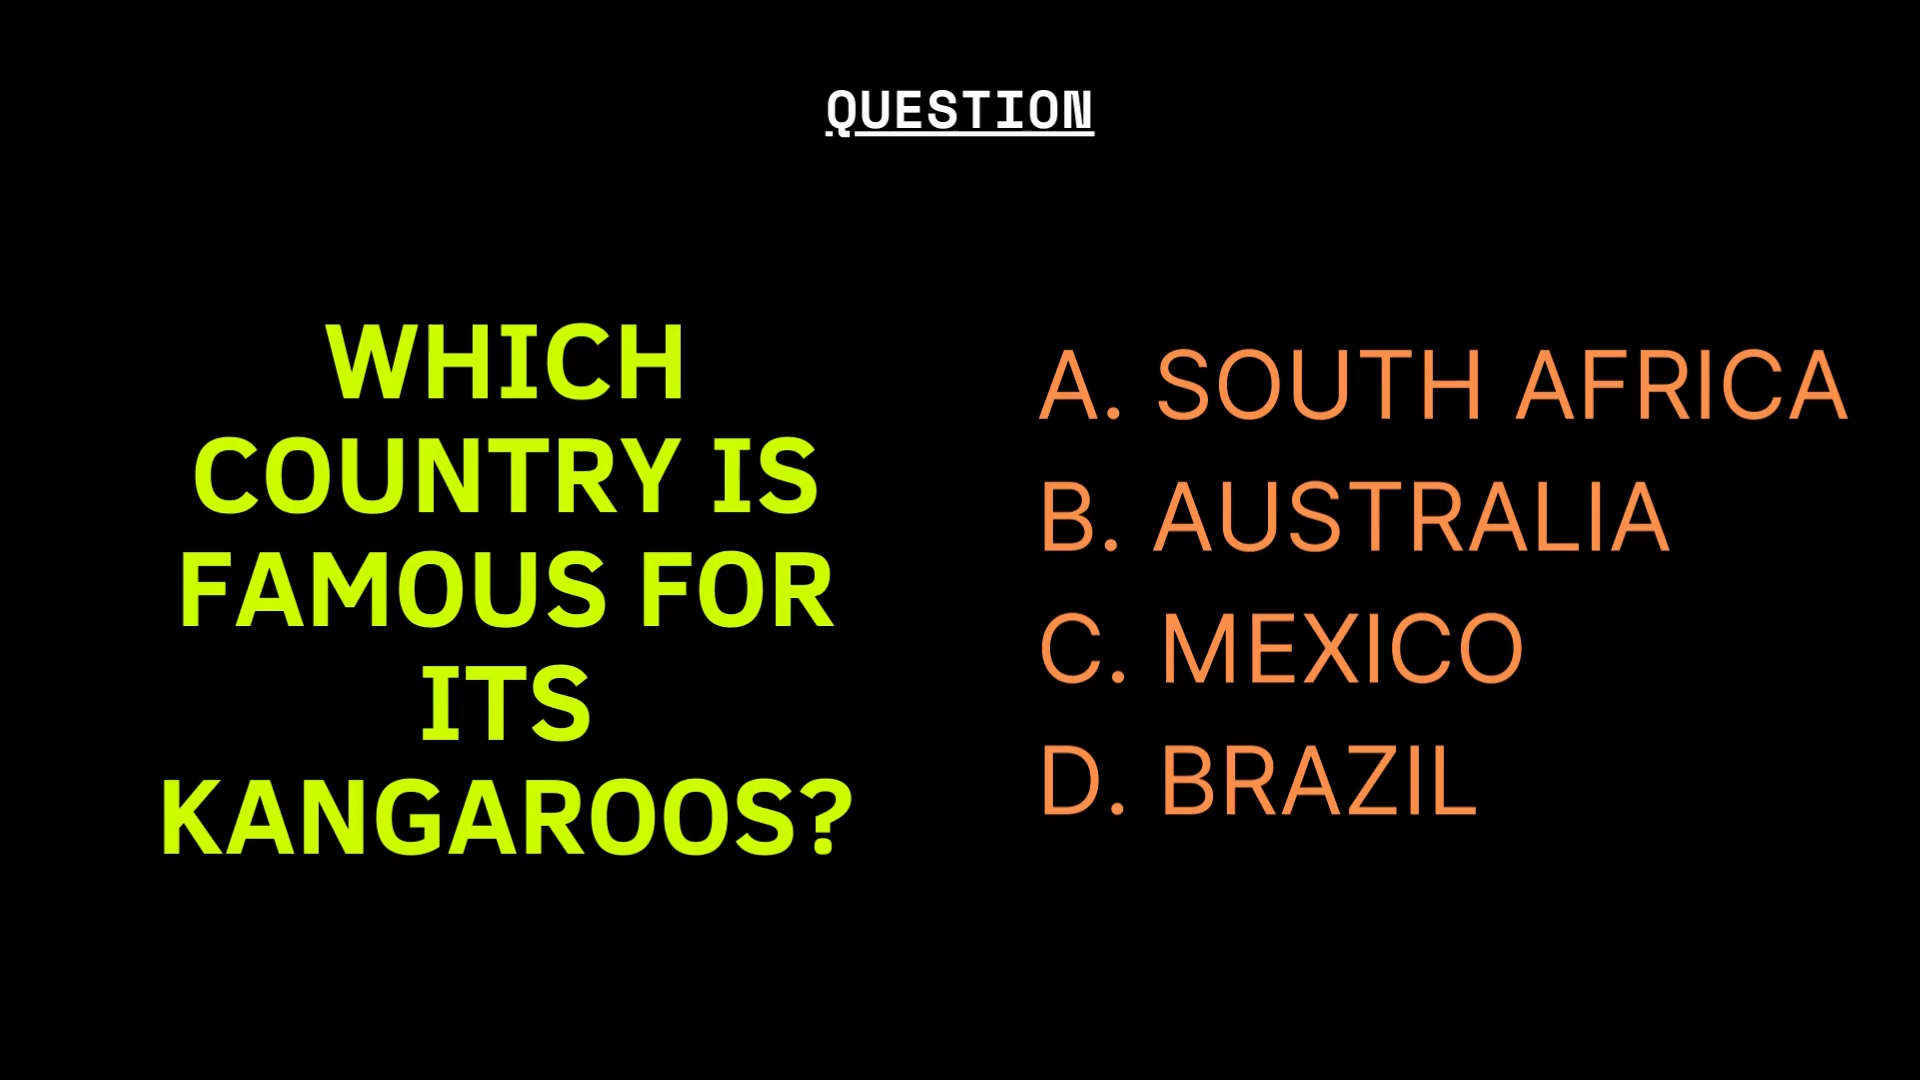 QUESTION
WHICH
COUNTRY IS
FAMOUS FOR
ITS
KANGAROOS?
A. SOUTH AFRICA
B. AUSTRALIA
C. MEXICO
D. BRAZIL